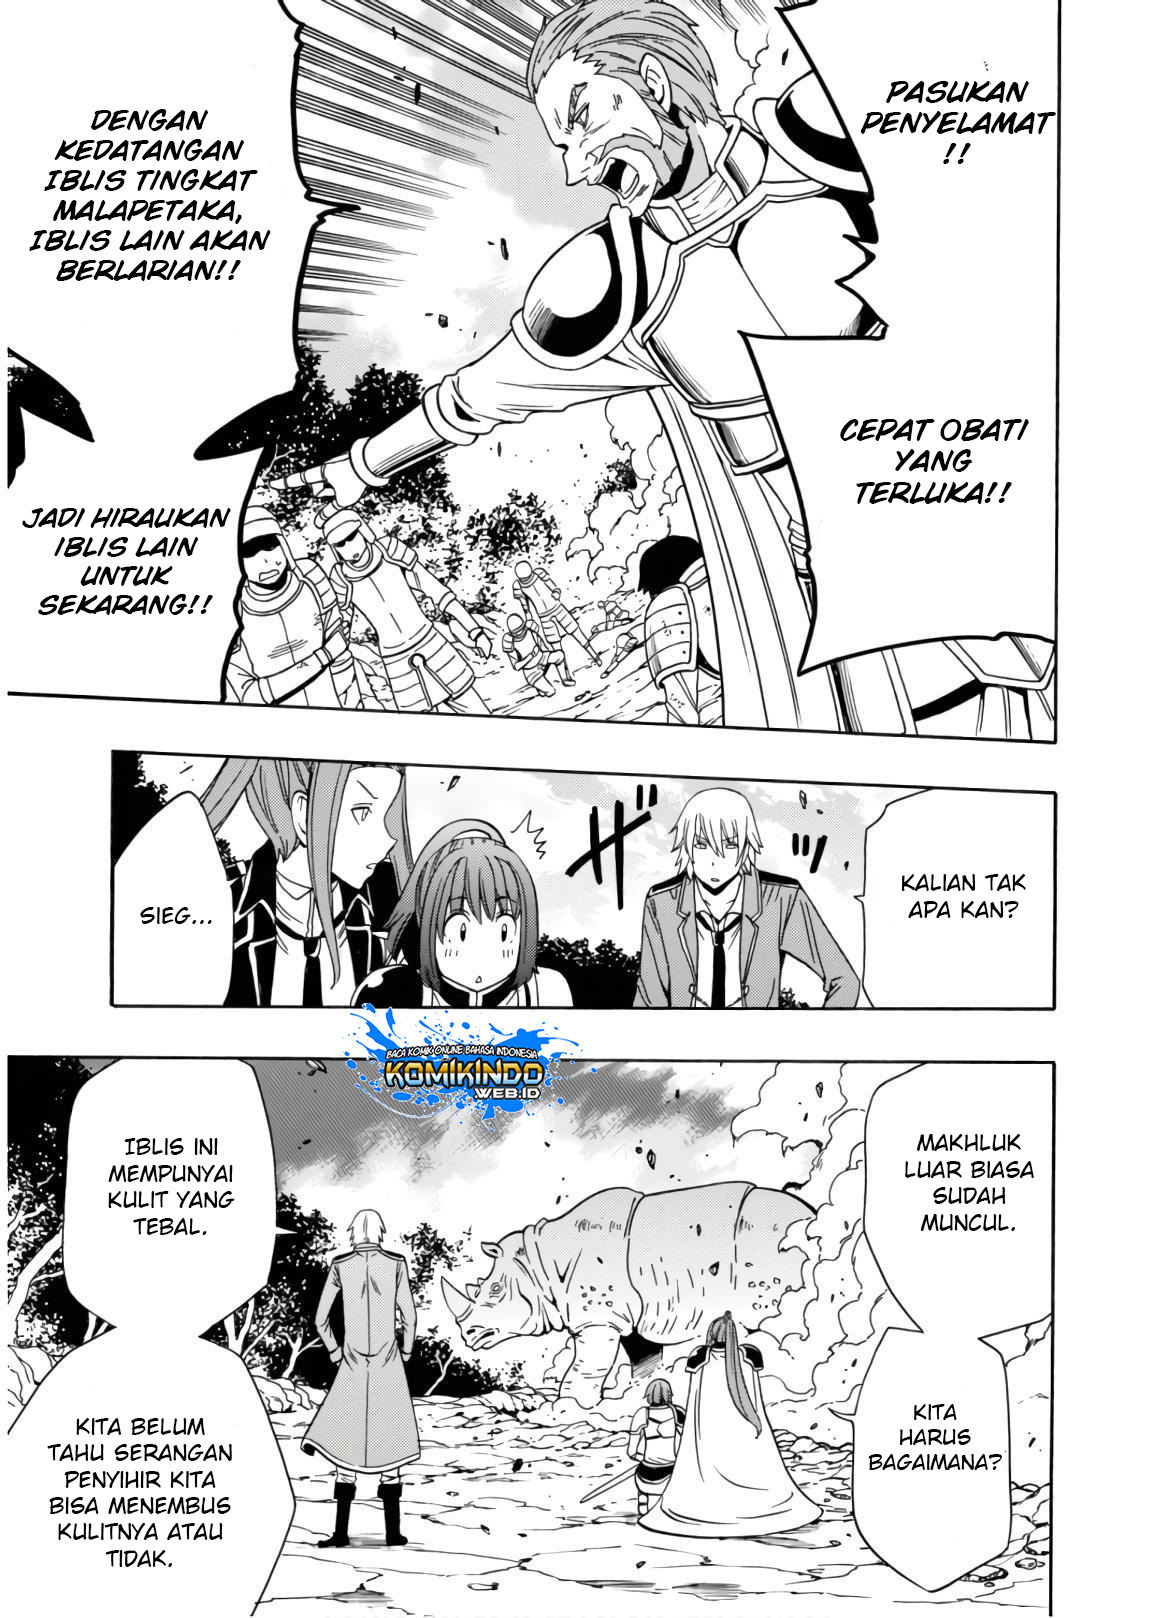 PASUKAN
PENYELAMAT
!!
CEPAT OBATI
YANG
TERLUKA!!
DENGAN
KEDATANGAN
IBLIS TINGKAT
MALAPETAKA,
IBLIS LAIN AKAN
BERLARIAN!!
JADI HIRAUKAN
IBLIS LAIN
UNTUK
SEKARANG!!
KALIAN TAK
APA KAN?
ザッ
SIEG...
BACA KOMIK ONLINE BAHASA INDONESIA
KOMIKINDO
WEB.ID
MAKHLUK
LUAR BIASA
SUDAH
MUNCUL.
KITA
HARUS
BAGAIMANA?
IBLIS INI
MEMPUNYAI
KULIT YANG
TEBAL.
KITA BELUM
TAHU SERANGAN
PENYIHIR KITA
BISA MENEMBUS
KULITNYA ATAU
TIDAK.